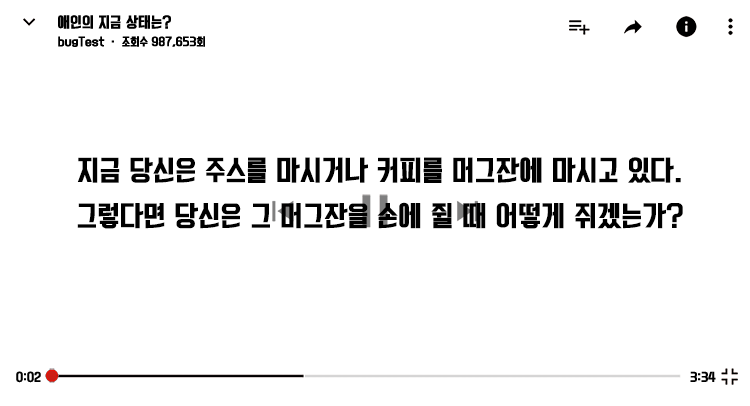 애인의 지금 상태는?
bugTest · 조회수 987,653회
지금 당신은 주스를 마시거나 커피를 머그잔에 마시고 있다.
그렇다면 당신은 그 머그잔을 손에 쥘 때 어떻게 쥐겠는가?
0:02
3:34